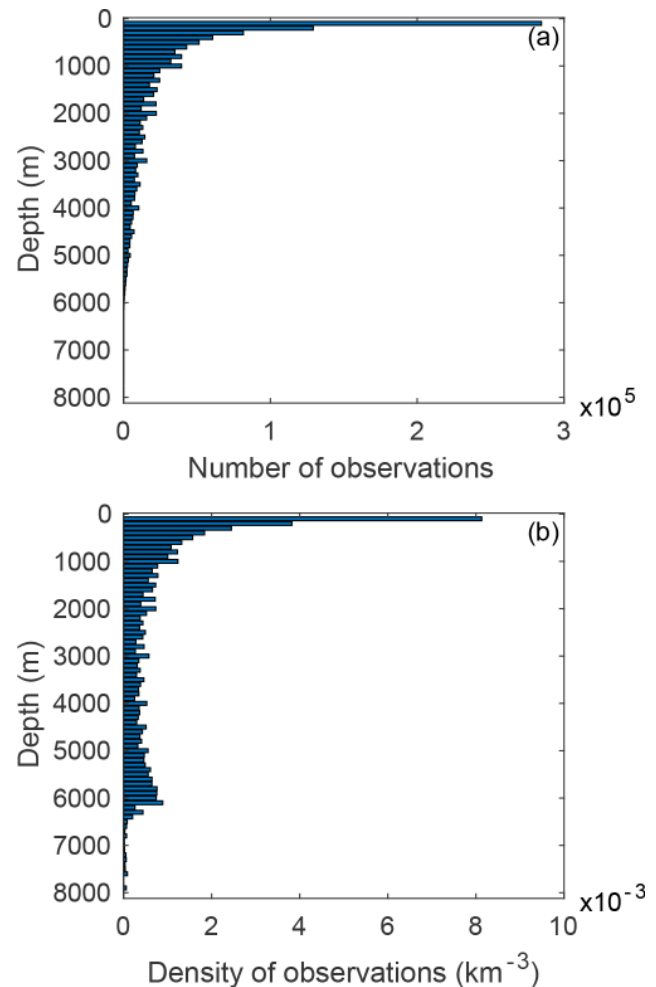 0
1000
2000
3000
4000
5000
6000
7000
8000
Depth (m)
(a)
0 1 2 3
x10⁵
Number of observations
0
1000
2000
3000
4000
5000
6000
7000
8000
Depth (m)
(b)
0 2 4 6 8 10
x10⁻³
Density of observations (km⁻³)